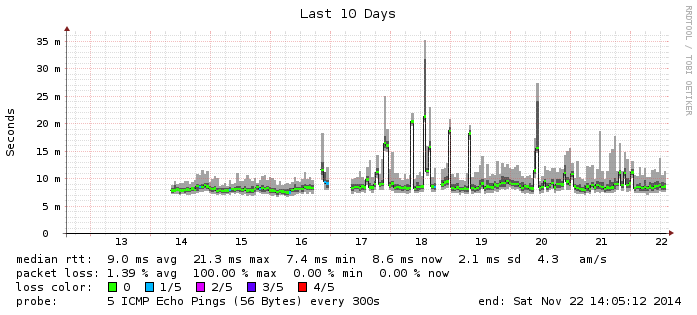 Last 10 Days
RRDTOOL / TOBI OETIKER
Seconds
35 m
30 m
25 m
20 m
15 m
10 m
5 m
0
13 14 15 16 17 18 19 20 21 22
median rtt: 9.0 ms avg 21.3 ms max 7.4 ms min 8.6 ms now 2.1 ms sd 4.3 am/s
packet loss: 1.39 % avg 100.00 % max 0.00 % min 0.00 % now
loss color: 0 1/5 2/5 3/5 4/5
probe: 5 ICMP Echo Pings (56 Bytes) every 300s end: Sat Nov 22 14:05:12 2014